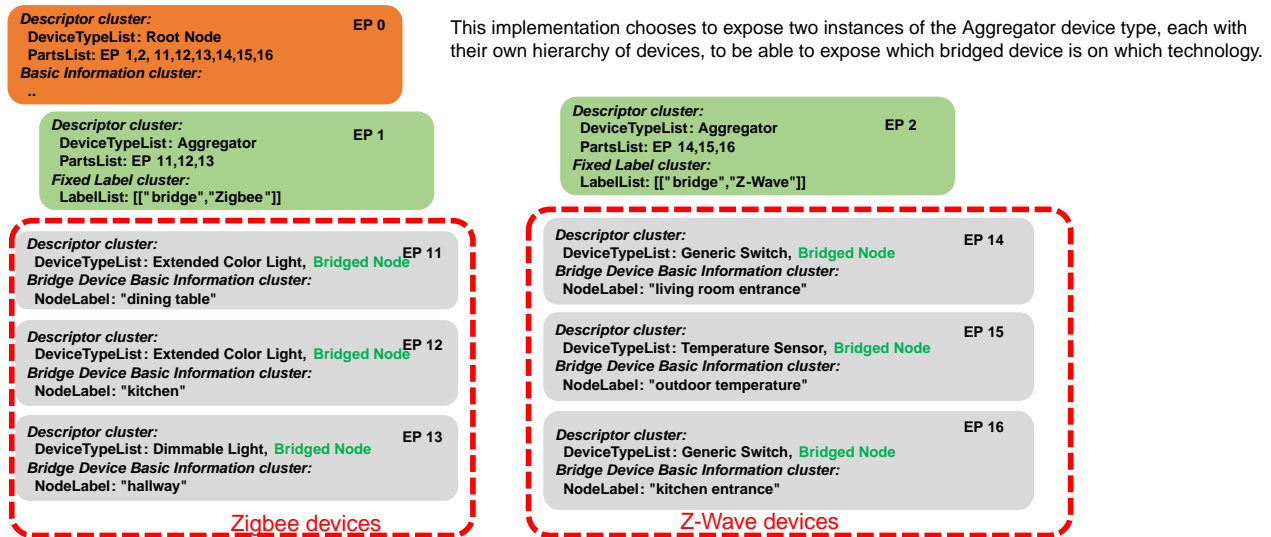 Descriptor cluster:
DeviceTypeList: Root Node
PartsList: EP 1,2, 11,12,13,14,15,16
Basic Information cluster:
..
EP 0
This implementation chooses to expose two instances of the Aggregator device type, each with
their own hierarchy of devices, to be able to expose which bridged device is on which technology.
Descriptor cluster:
DeviceTypeList: Aggregator
PartsList: EP 11,12,13
Fixed Label cluster:
LabelList: [["bridge","Zigbee"]]
EP 1
Descriptor cluster:
DeviceTypeList: Aggregator
PartsList: EP 14,15,16
Fixed Label cluster:
LabelList: [["bridge","Z-Wave"]]
EP 2
Descriptor cluster:
DeviceTypeList: Extended Color Light, Bridged Node
Bridge Device Basic Information cluster:
NodeLabel: "dining table"
EP 11
Descriptor cluster:
DeviceTypeList: Extended Color Light, Bridged Node
Bridge Device Basic Information cluster:
NodeLabel: "kitchen"
EP 12
Descriptor cluster:
DeviceTypeList: Dimmable Light, Bridged Node
Bridge Device Basic Information cluster:
NodeLabel: "hallway"
EP 13
Zigbee devices
Descriptor cluster:
DeviceTypeList: Generic Switch, Bridged Node
Bridge Device Basic Information cluster:
NodeLabel: "living room entrance"
EP 14
Descriptor cluster:
DeviceTypeList: Temperature Sensor, Bridged Node
Bridge Device Basic Information cluster:
NodeLabel: "outdoor temperature"
EP 15
Descriptor cluster:
DeviceTypeList: Generic Switch, Bridged Node
Bridge Device Basic Information cluster:
NodeLabel: "kitchen entrance"
EP 16
Z-Wave devices